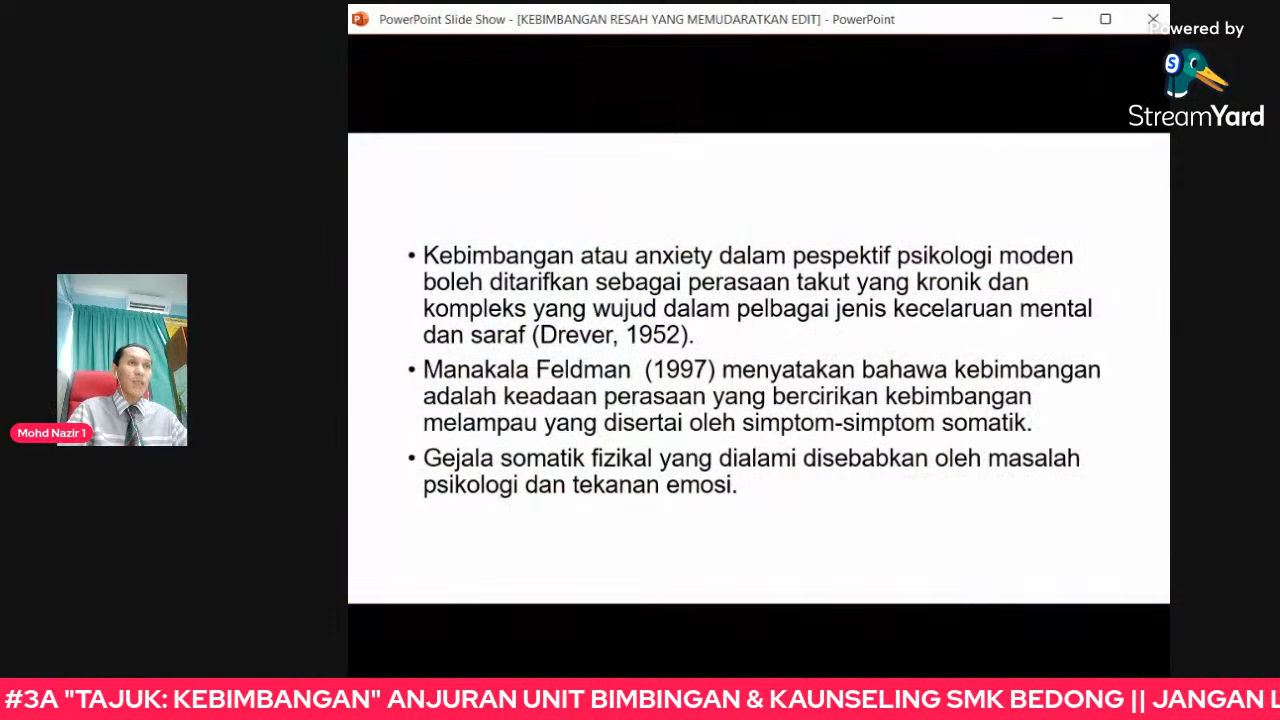 PowerPoint Slide Show - [KEBIMBANGAN RESAH YANG MEMUDARATKAN EDIT] - PowerPoint
Powered by
StreamYard
• Kebimbangan atau anxiety dalam pespektif psikologi moden
boleh ditarifkan sebagai perasaan takut yang kronik dan
kompleks yang wujud dalam pelbagai jenis kecelaruan mental
dan saraf (Drever, 1952).
• Manakala Feldman (1997) menyatakan bahawa kebimbangan
adalah keadaan perasaan yang bercirikan kebimbangan
melampau yang disertai oleh simptom-simptom somatik.
• Gejala somatik fizikal yang dialami disebabkan oleh masalah
psikologi dan tekanan emosi.
Mohd Nazir 1
#3A "TAJUK: KEBIMBANGAN" ANJURAN UNIT BIMBINGAN & KAUNSELING SMK BEDONG || JANGAN L